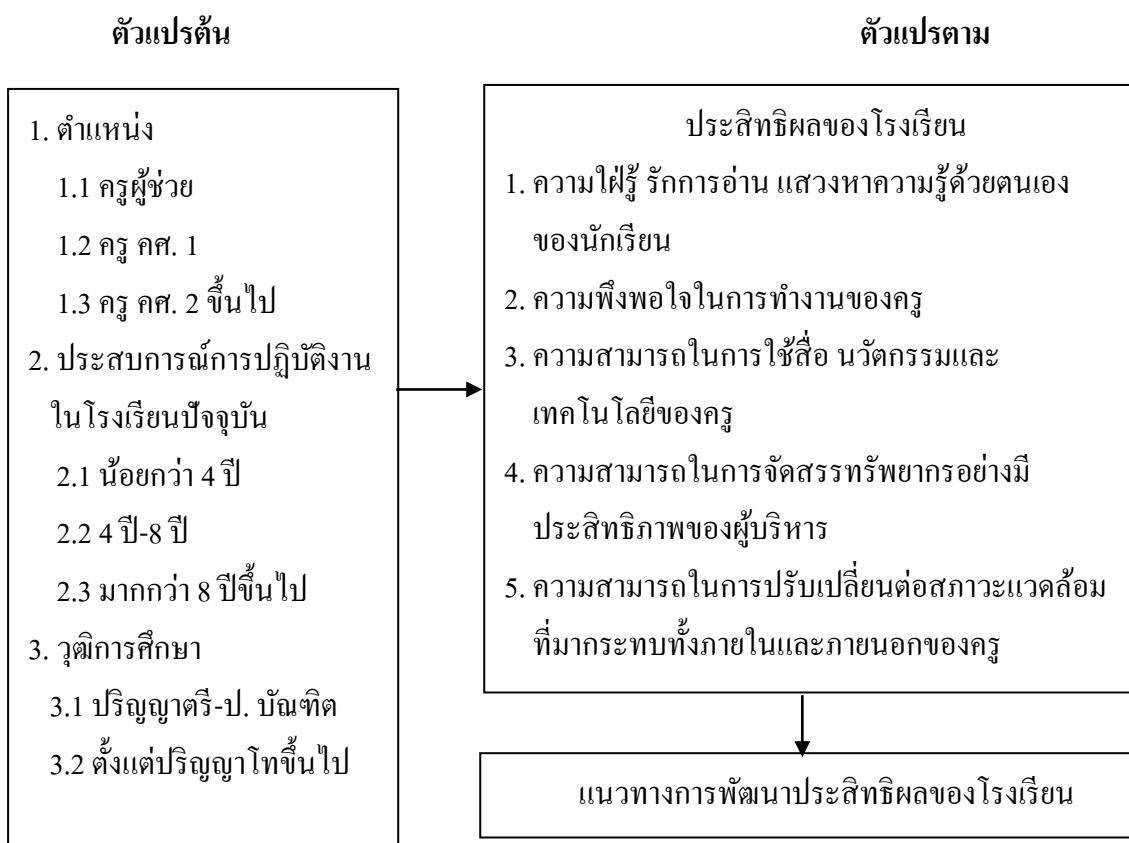 ตัวแปรต้น
ตัวแปรตาม
1. ตำแหน่ง
1.1 ครูผู้ช่วย
1.2 ครู คศ. 1
1.3 ครู คศ. 2 ขึ้นไป
2. ประสบการณ์การปฏิบัติงาน
ในโรงเรียนปัจจุบัน
2.1 น้อยกว่า 4 ปี
2.2 4 ปี-8 ปี
2.3 มากกว่า 8 ปีขึ้นไป
3. วุฒิการศึกษา
3.1 ปริญญาตรี-ป. บัณฑิต
3.2 ตั้งแต่ปริญญาโทขึ้นไป
ประสิทธิผลของโรงเรียน
1. ความใฝ่รู้ รักการอ่าน แสวงหาความรู้ด้วยตนเอง
ของนักเรียน
2. ความพึงพอใจในการทำงานของครู
3. ความสามารถในการใช้สื่อ นวัตกรรมและ
เทคโนโลยีของครู
4. ความสามารถในการจัดสรรทรัพยากรอย่างมี
ประสิทธิภาพของผู้บริหาร
5. ความสามารถในการปรับเปลี่ยนต่อสภาวะแวดล้อม
ที่มากระทบทั้งภายในและภายนอกของครู
แนวทางการพัฒนาประสิทธิผลของโรงเรียน